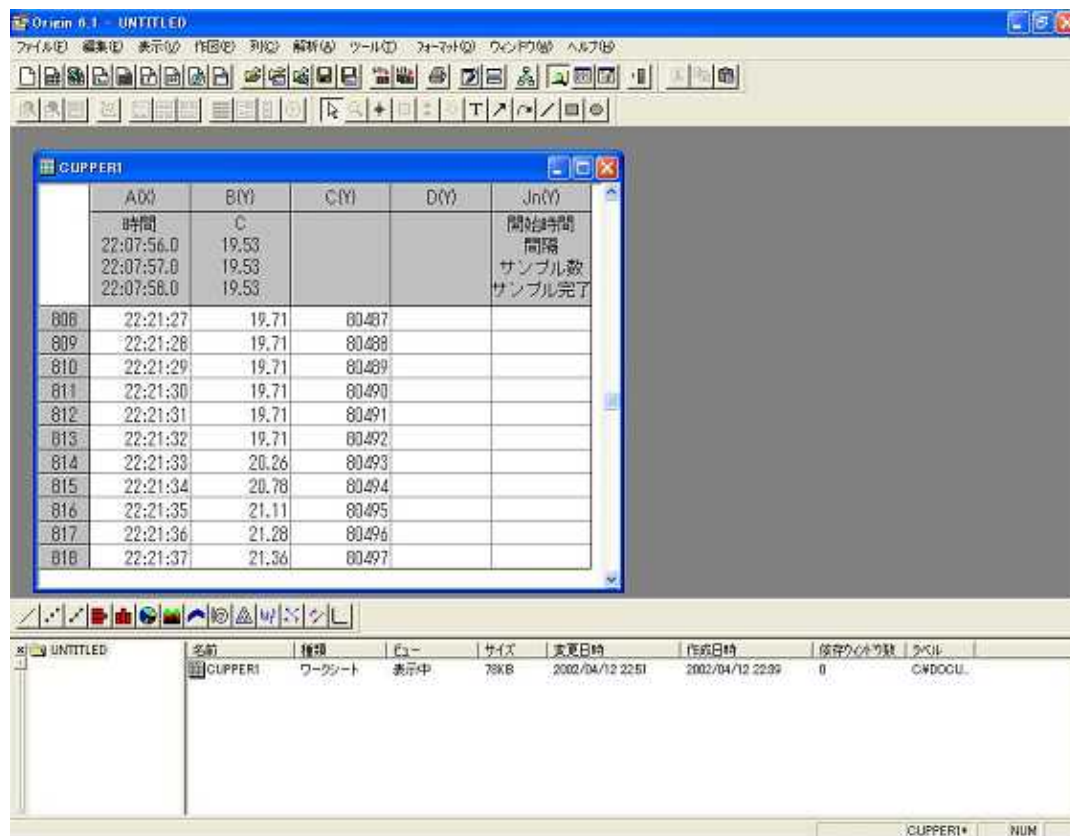 Origin 6.1 - UNTITLED
ファイル(F) 編集(E) 表示(V) 作図(P) 列(C) 解析(A) ツール(T) フォーマット(O) ウィンドウ(W) ヘルプ(H)
CUPPER1
A(X) B(Y) C(Y) D(Y) Jn(Y)
時間 C 開始時間
22:07:56.0 19.53 間隔
22:07:57.0 19.53 サンプル数
22:07:58.0 19.53 サンプル完了
808 22:21:27 19.71 80487
809 22:21:28 19.71 80488
810 22:21:29 19.71 80489
811 22:21:30 19.71 80490
812 22:21:31 19.71 80491
813 22:21:32 19.71 80492
814 22:21:33 20.26 80493
815 22:21:34 20.78 80494
816 22:21:35 21.11 80495
817 22:21:36 21.28 80496
818 22:21:37 21.36 80497
UNTITLED
名前 種類 ビュー サイズ 変更日時 作成日時 依存ウィンドウ数 ラベル
CUPPER1 ワークシート 表示中 78KB 2002/04/12 22:51 2002/04/12 22:39 0 C:¥DOCU...
CUPPER1* NUM